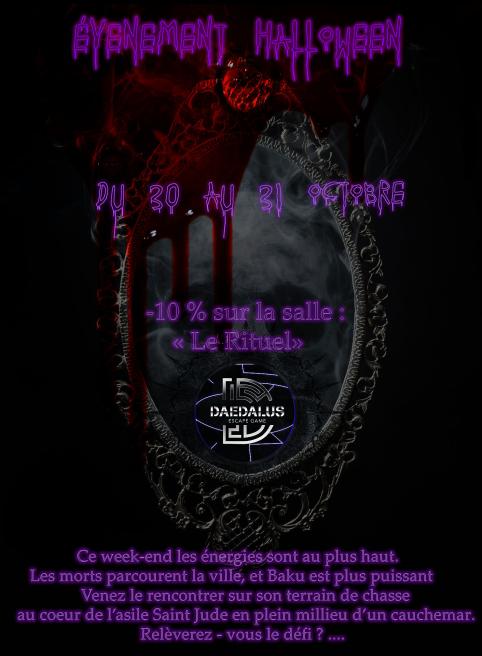 ÉVENEMENT HALLOWEEN
DU 30 AU 31 OCTOBRE
-10 % sur la salle :
« Le Rituel»
DAEDALUS
ESCAPE GAME
Ce week-end les énergies sont au plus haut.
Les morts parcourent la ville, et Baku est plus puissant
Venez le rencontrer sur son terrain de chasse
au coeur de l'asile Saint Jude en plein millieu d'un cauchemar.
Relèverez - vous le défi ? ....